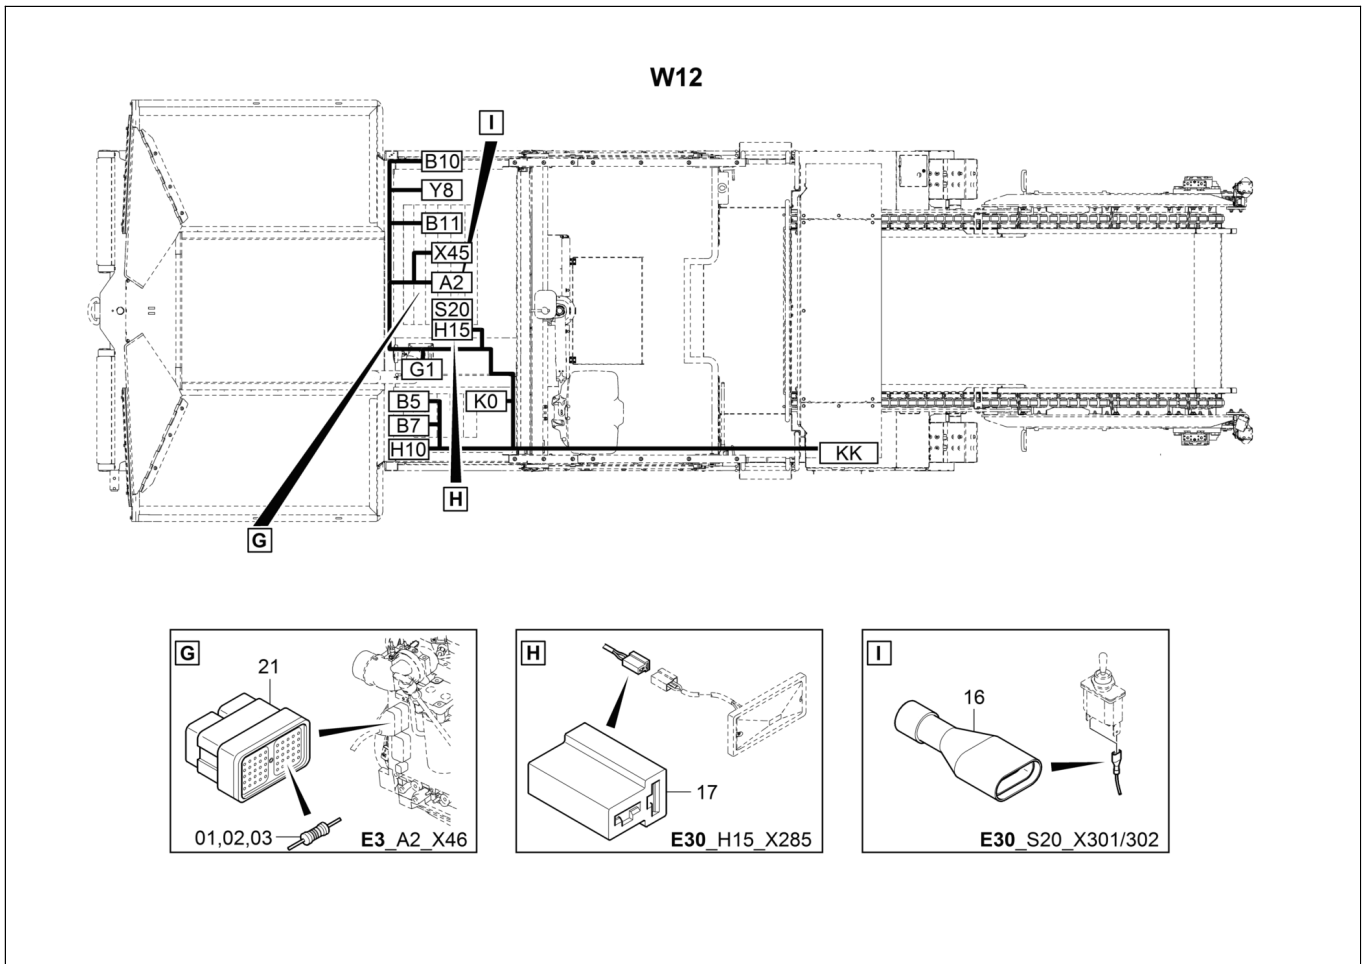 W12
I
B10
Y8
B11
X45
A2
S20
H15
G1
B5
K0
B7
H10
KK
H
G
G
21
01,02,03
E3_A2_X46
H
17
E30_H15_X285
I
16
E30_S20_X301/302